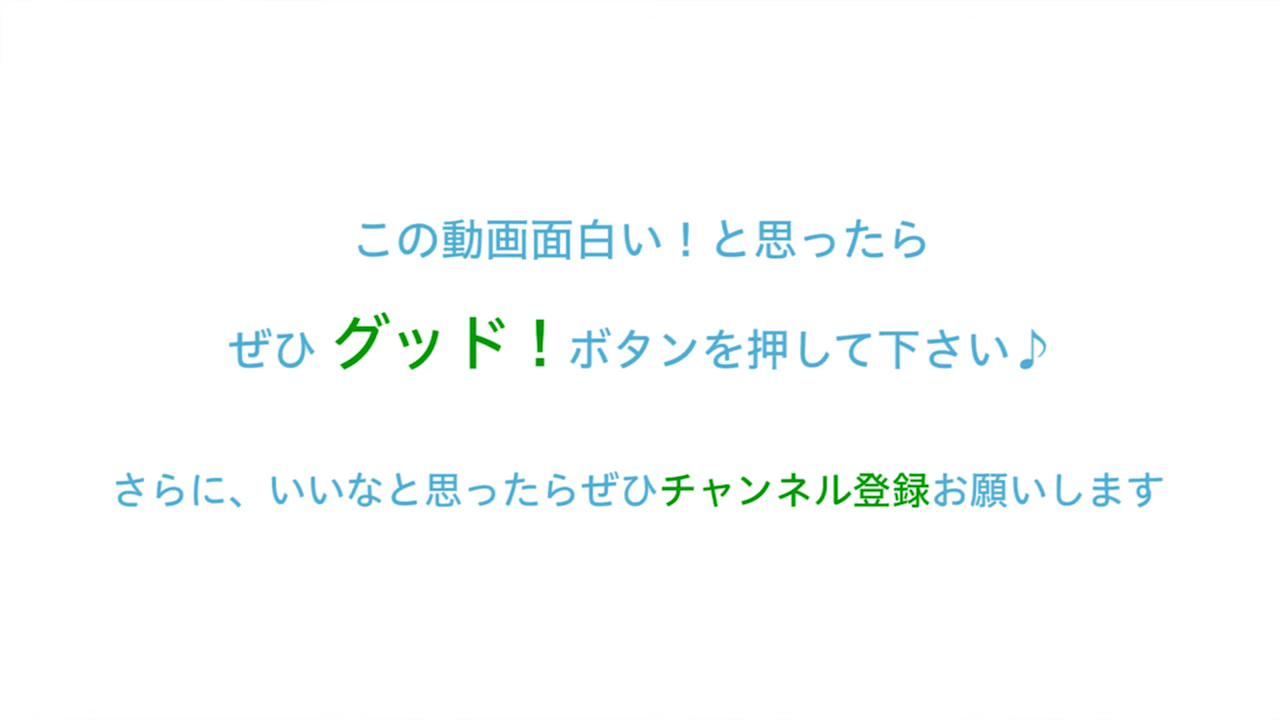 この動画面白い！と思ったら
ぜひ グッド！ボタンを押して下さい♪
さらに、いいなと思ったらぜひチャンネル登録お願いします